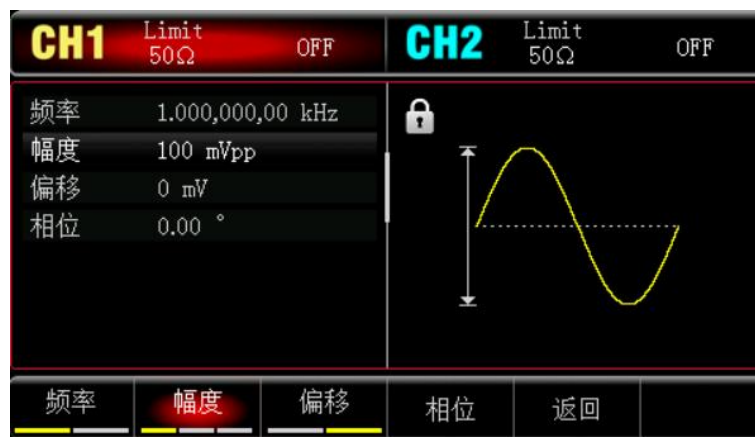 CH1 Limit 50Ω OFF CH2 Limit 50Ω OFF
频率 1.000,000,00 kHz
幅度 100 mVpp
偏移 0 mV
相位 0.00 °
频率 幅度 偏移 相位 返回